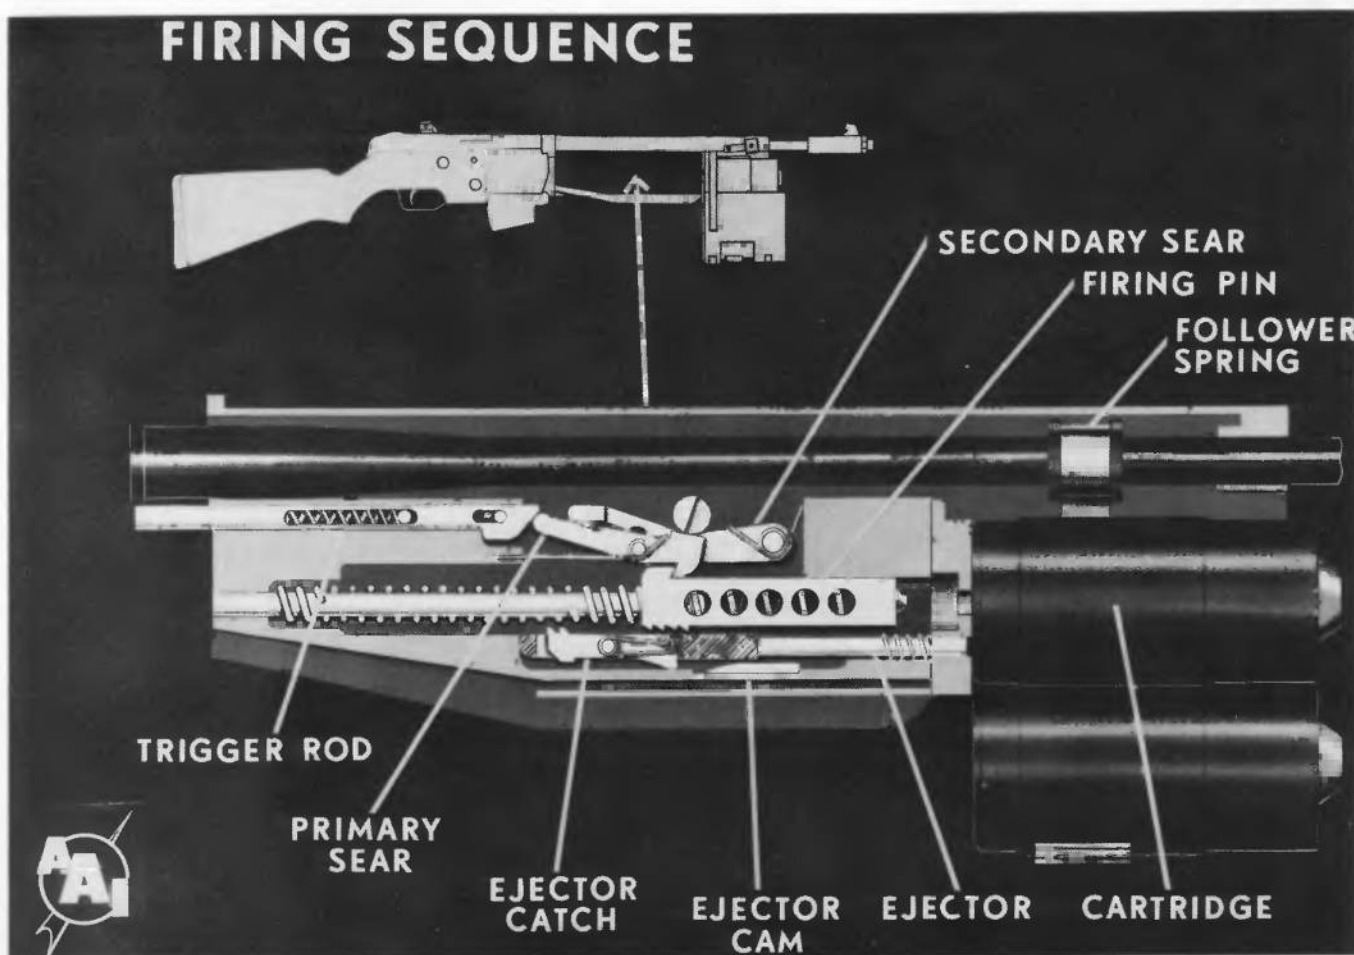 FIRING SEQUENCE
SECONDARY SEAR
FIRING PIN
FOLLOWER
SPRING
TRIGGER ROD
PRIMARY
SEAR
EJECTOR
CATCH
EJECTOR
CAM
EJECTOR
CARTRIDGE
AAI